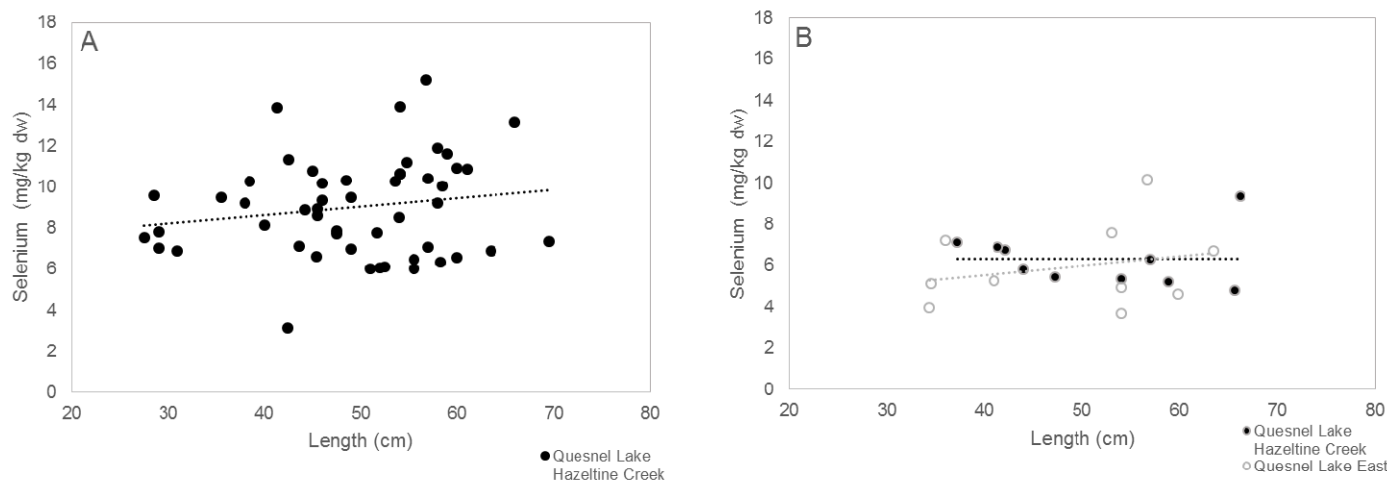 A
18
16
14
12
10
8
6
4
2
0
Selenium (mg/kg dw)
20 30 40 50 60 70 80
Length (cm)
Quesnel Lake
Hazeltine Creek
B
18
16
14
12
10
8
6
4
2
0
Selenium (mg/kg dw)
20 30 40 50 60 70 80
Length (cm)
Quesnel Lake
Hazeltine Creek
Quesnel Lake East